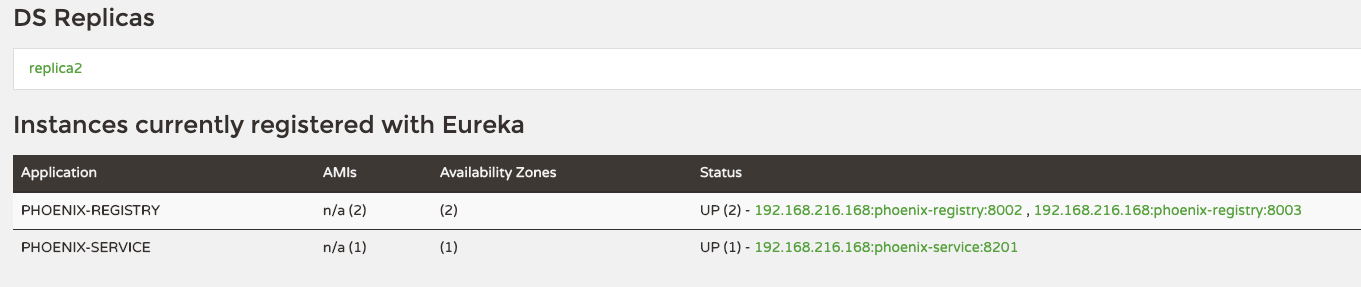 DS Replicas
replica2
Instances currently registered with Eureka
Application AMIs Availability Zones Status
PHOENIX-REGISTRY n/a (2) (2) UP (2) - 192.168.216.168:phoenix-registry:8002 , 192.168.216.168:phoenix-registry:8003
PHOENIX-SERVICE n/a (1) (1) UP (1) - 192.168.216.168:phoenix-service:8201